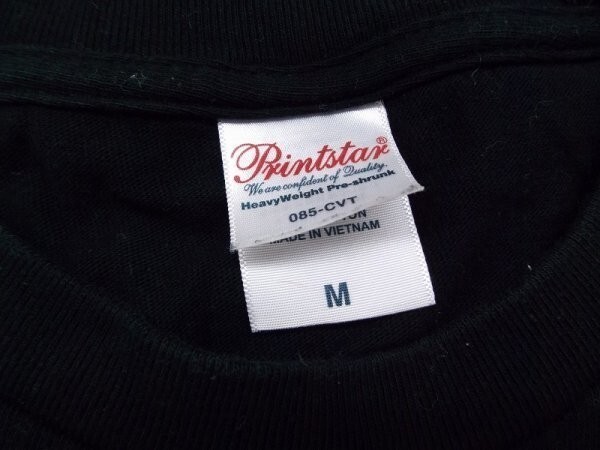 Printstar®
We are confident of Quality.
HeavyWeight Pre-shrunk
085-CVT
MADE IN VIETNAM
M